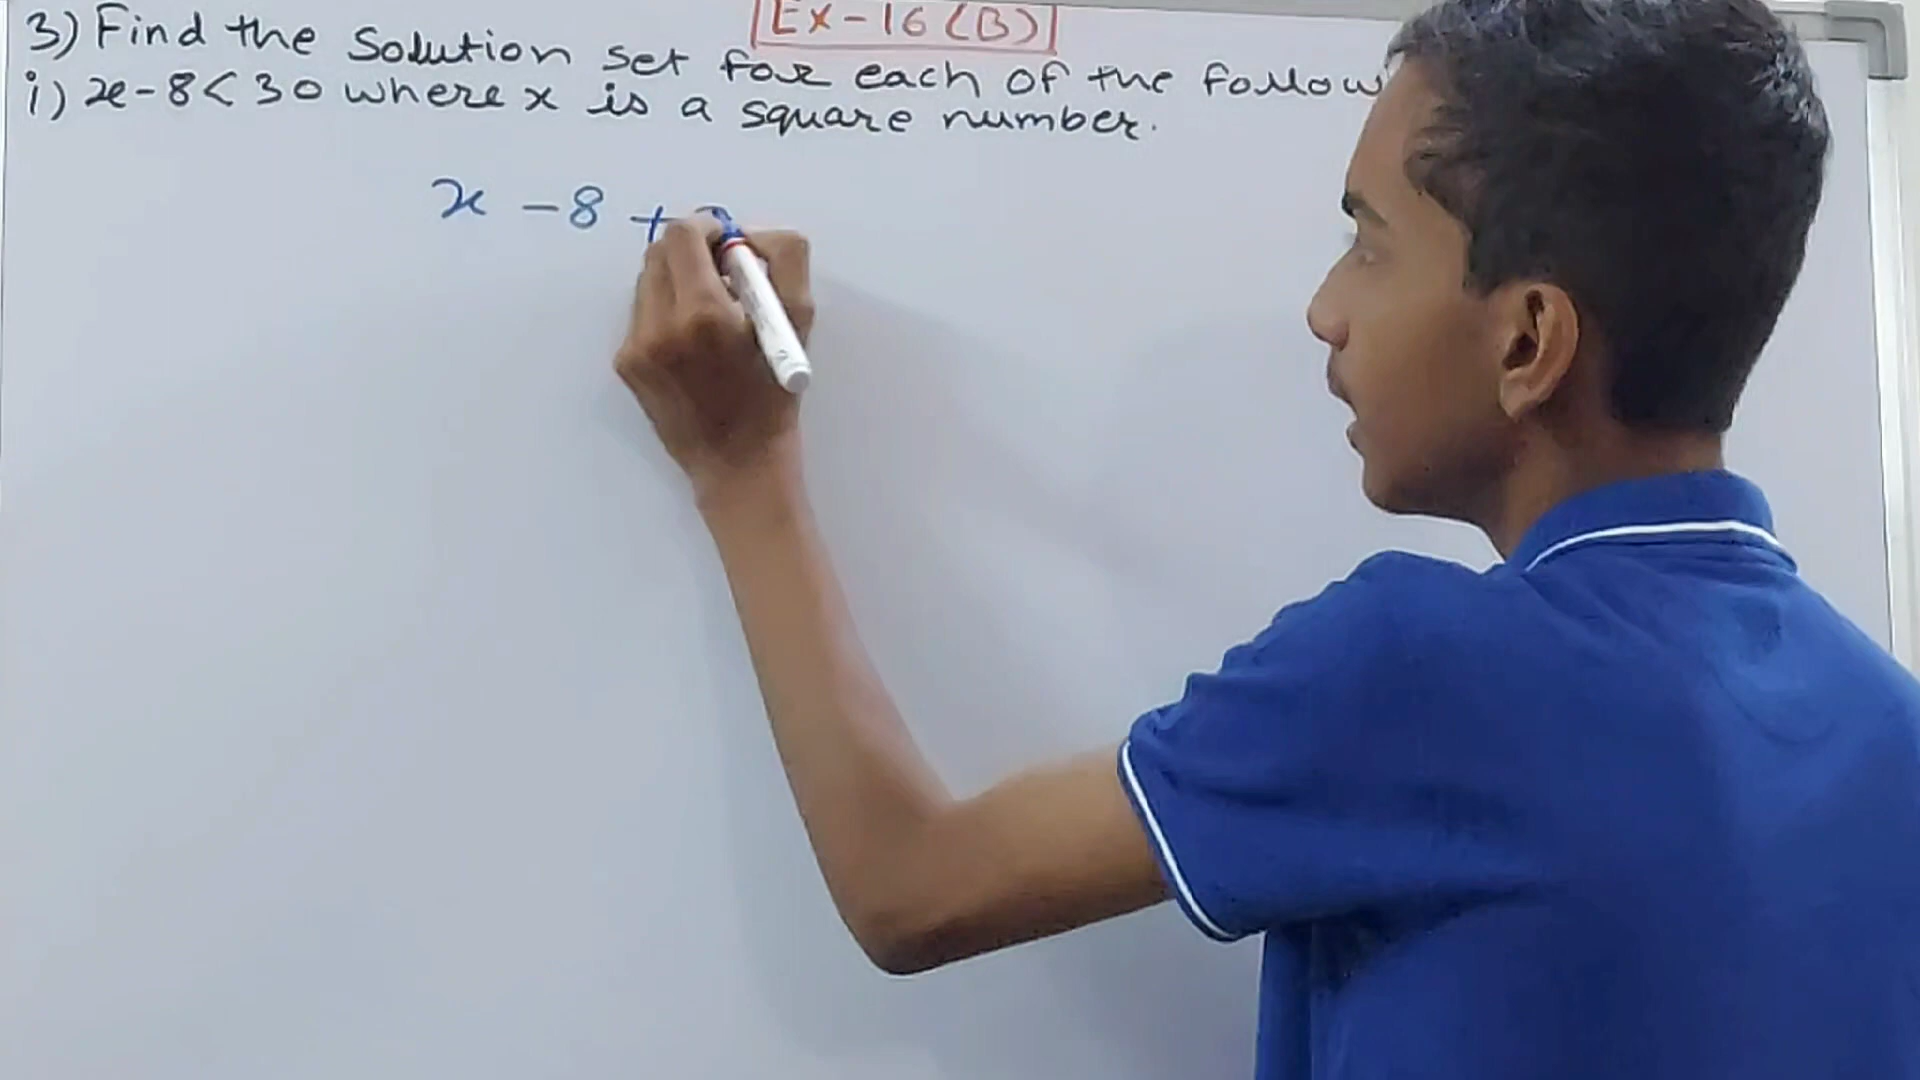 Ex-16 (B)
3) Find the Solution set for each of the follow
i) x-8<30 where x is a square number.
x -8 +